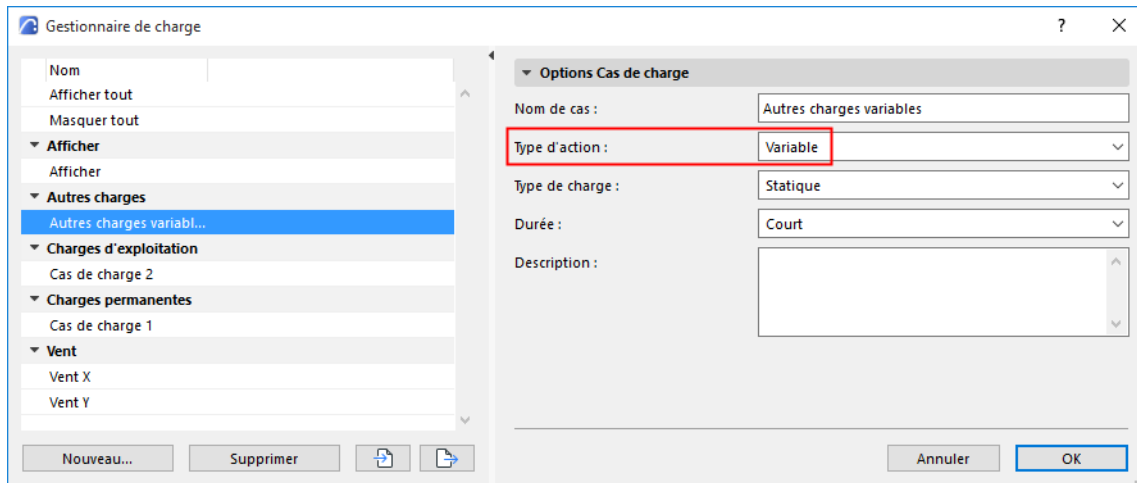 Gestionnaire de charge
?
Nom
Afficher tout
Masquer tout
Afficher
Afficher
Autres charges
Autres charges variabl...
Charges d'exploitation
Cas de charge 2
Charges permanentes
Cas de charge 1
Vent
Vent X
Vent Y
Nouveau...
Supprimer
Options Cas de charge
Nom de cas :
Autres charges variables
Type d'action :
Variable
Type de charge :
Statique
Durée :
Court
Description :
Annuler
OK